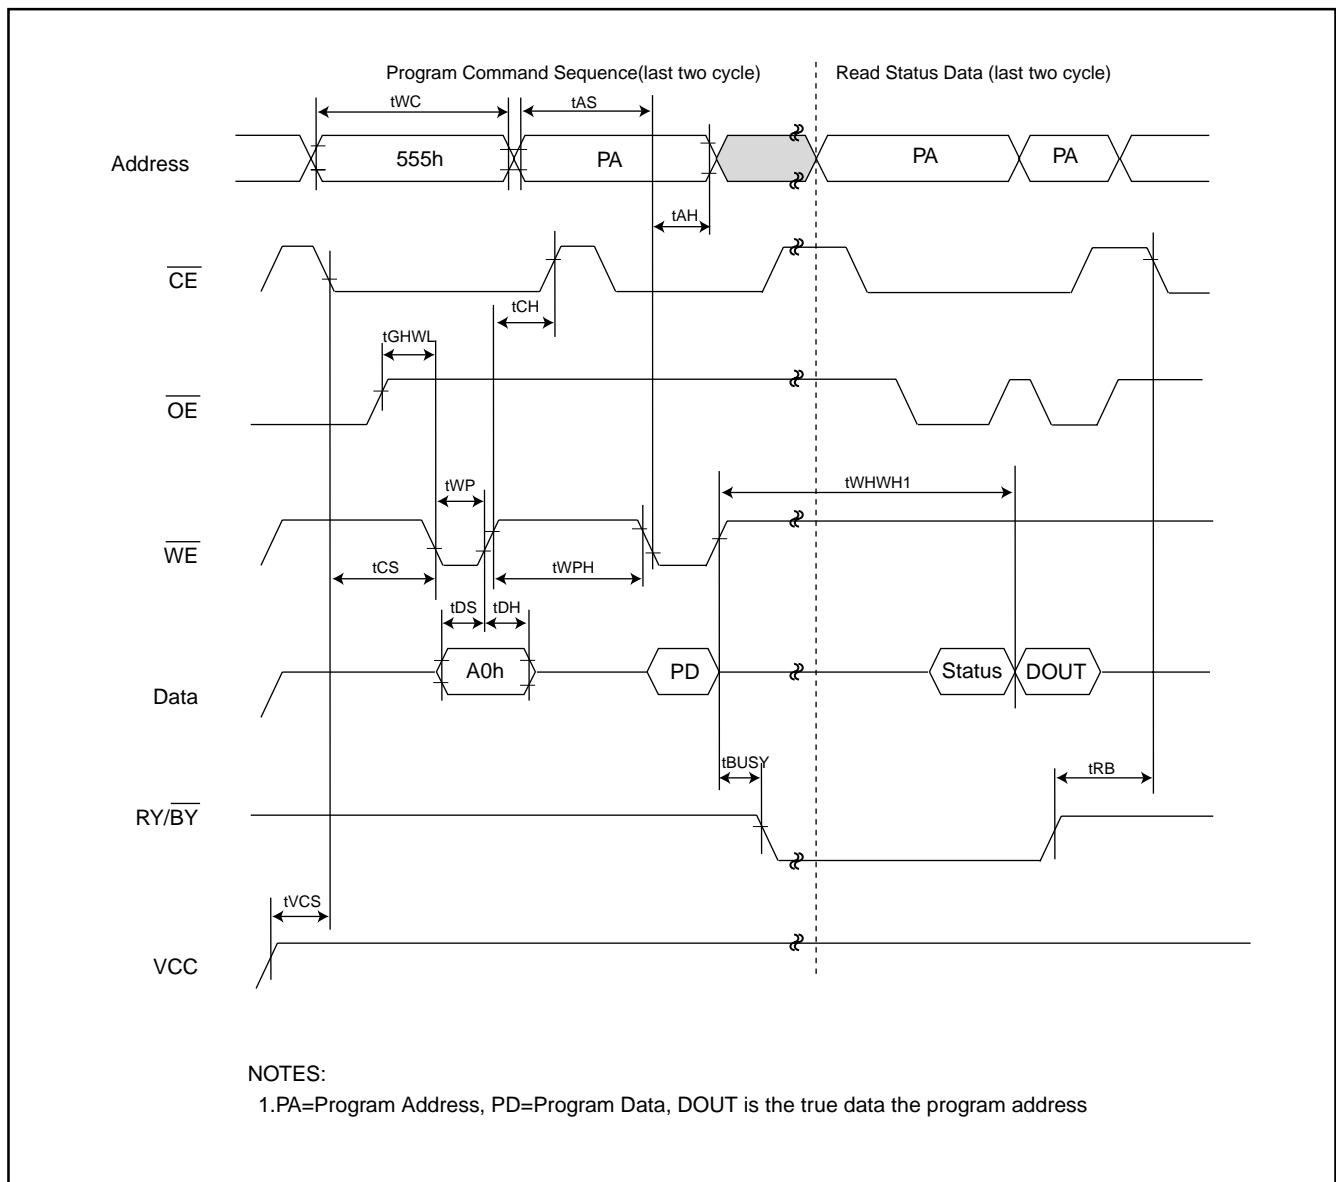 Program Command Sequence(last two cycle)
Read Status Data (last two cycle)
tWC
tAS
Address
555h
PA
PA
PA
tAH
CE
tCH
tGHWL
OE
tWP
tWHWH1
WE
tCS
tWPH
tDS
tDH
Data
A0h
PD
Status
DOUT
tBUSY
tRB
RY/BY
tVCS
VCC
NOTES:
1.PA=Program Address, PD=Program Data, DOUT is the true data the program address